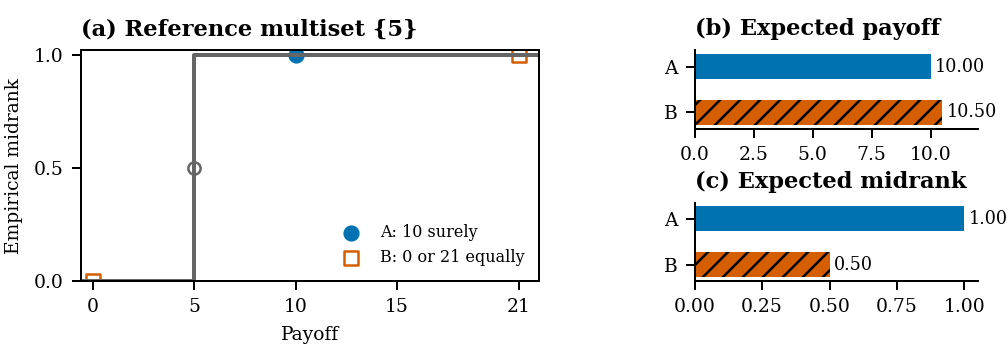 (a) Reference multiset {5}
Empirical midrank
1.0
0.5
0.0
A: 10 surely
B: 0 or 21 equally
0 5 10 15 21
Payoff
(b) Expected payoff
A 10.00
B 10.50
0.0 2.5 5.0 7.5 10.0
(c) Expected midrank
A 1.00
B 0.50
0.00 0.25 0.50 0.75 1.00